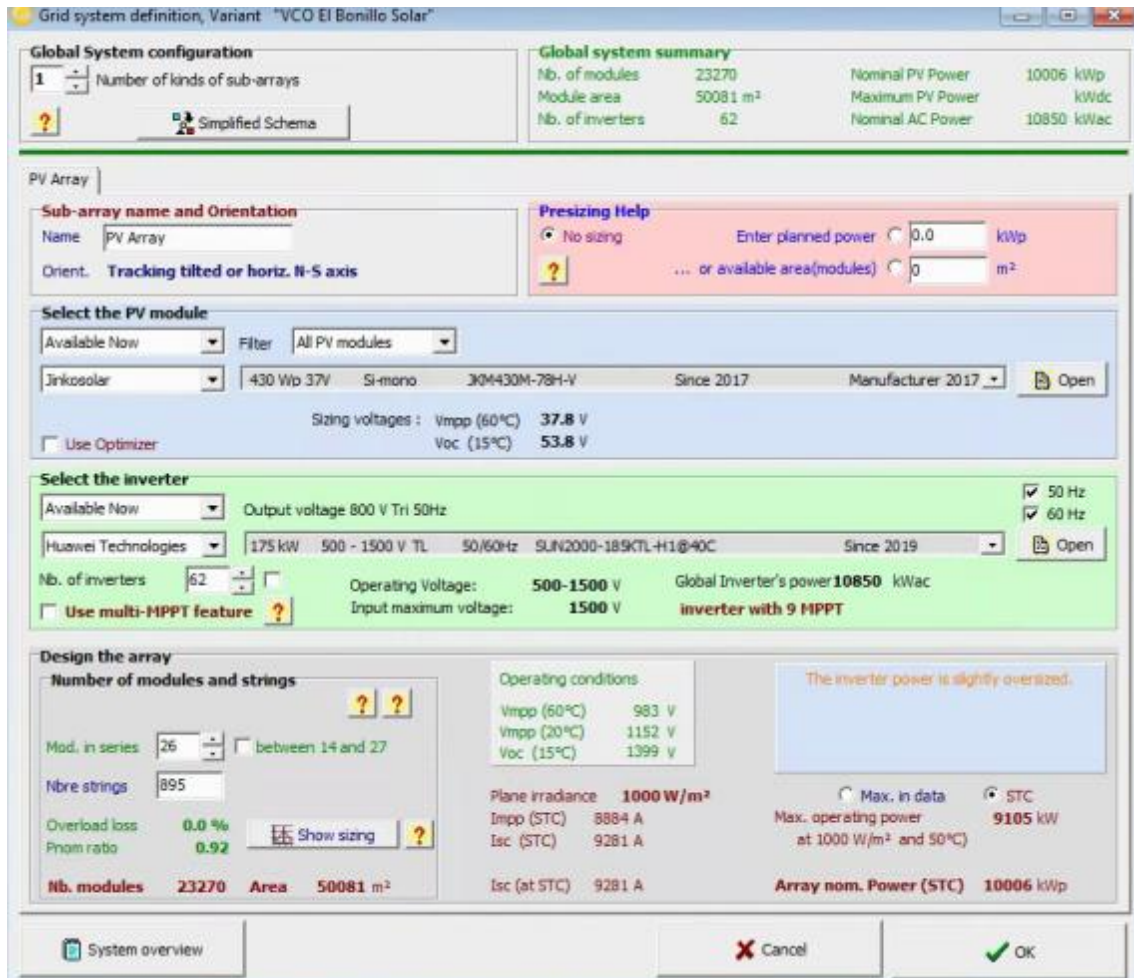 Grid system definition, Variant "VCO El Bonillo Solar"
Global System configuration
1 Number of kinds of sub-arrays
? Simplified Schema
Global system summary
Nb. of modules 23270 Nominal PV Power 10006 kWp
Module area 50081 m² Maximum PV Power kWdc
Nb. of inverters 62 Nominal AC Power 10850 kWac
PV Array
Sub-array name and Orientation
Name PV Array
Orient. Tracking tilted or horiz. N-S axis
Presizing Help
No sizing Enter planned power 0.0 kWp
? ... or available area(modules) 0 m²
Select the PV module
Available Now Filter All PV modules
Jinkosolar 430 Wp 37V Si-mono JKM430M-78H-V Since 2017 Manufacturer 2017 Open
Sizing voltages : Vmpp (60°C) 37.8 V
Use Optimizer Voc (15°C) 53.8 V
Select the inverter
Available Now Output voltage 800 V Tri 50Hz 50 Hz
60 Hz
Huawei Technologies 175 kW 500 - 1500 V TL 50/60Hz SUN2000-185KTL-H1@40C Since 2019 Open
Nb. of inverters 62 Operating Voltage: 500-1500 V Global Inverter's power 10850 kWac
Use multi-MPPT feature ? Input maximum voltage: 1500 V inverter with 9 MPPT
Design the array
Number of modules and strings
? ?
Mod. in series 26 between 14 and 27
Nbre strings 895
Overload loss 0.0 %
Pnom ratio 0.92
Show sizing ?
Nb. modules 23270 Area 50081 m²
Operating conditions
Vmpp (60°C) 983 V
Vmpp (20°C) 1152 V
Voc (15°C) 1399 V
Plane irradiance 1000 W/m²
Impp (STC) 8884 A
Isc (STC) 9281 A
Isc (at STC) 9281 A
The inverter power is slightly oversized.
Max. in data STC
Max. operating power 9105 kW
at 1000 W/m² and 50°C)
Array nom. Power (STC) 10006 kWp
System overview Cancel OK